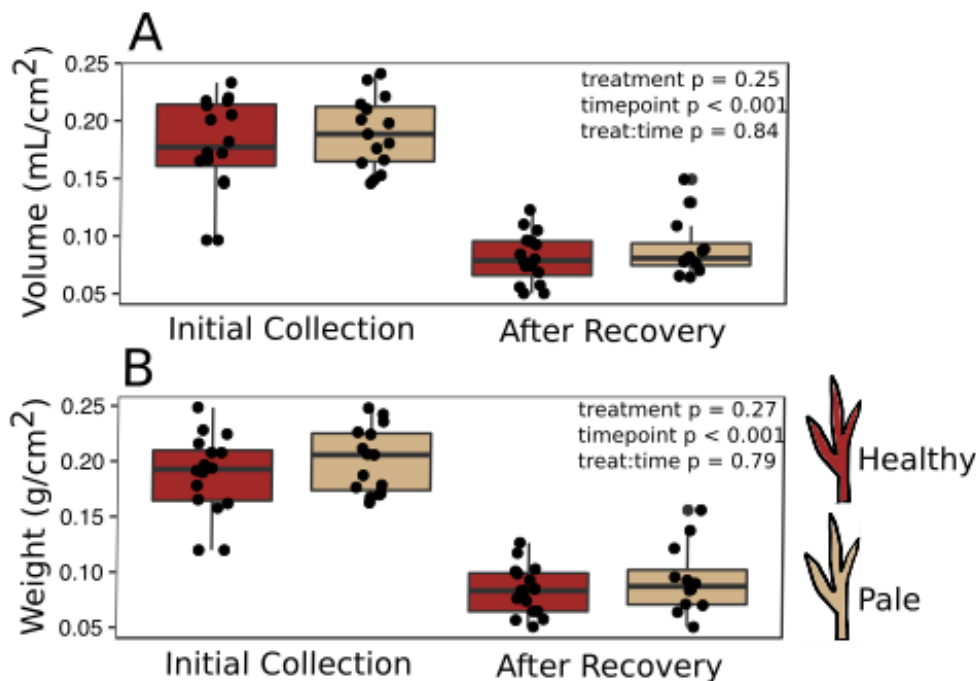 A
Volume (mL/cm²)
0.25
0.20
0.15
0.10
0.05
treatment p = 0.25
timepoint p < 0.001
treat:time p = 0.84
Initial Collection
After Recovery
B
Weight (g/cm²)
0.25
0.20
0.15
0.10
0.05
treatment p = 0.27
timepoint p < 0.001
treat:time p = 0.79
Initial Collection
After Recovery
Healthy
Pale